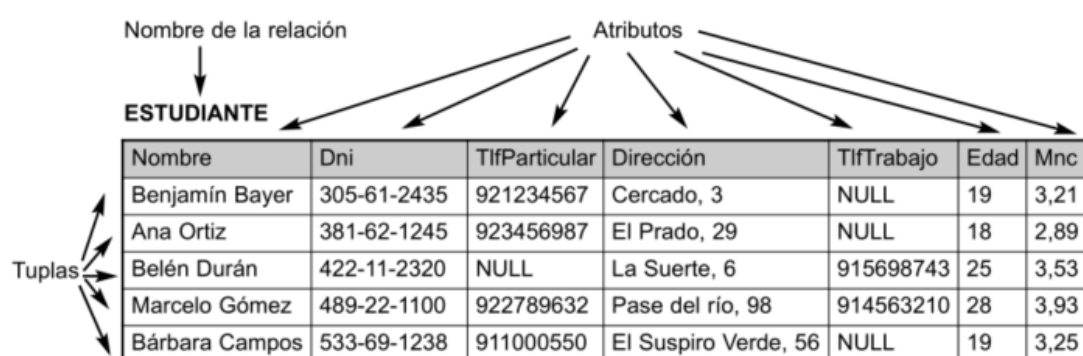 Nombre de la relación
Atributos
ESTUDIANTE
Nombre Dni TlfParticular Dirección TlfTrabajo Edad Mnc
Benjamín Bayer 305-61-2435 921234567 Cercado, 3 NULL 19 3,21
Ana Ortiz 381-62-1245 923456987 El Prado, 29 NULL 18 2,89
Tuplas
Belén Durán 422-11-2320 NULL La Suerte, 6 915698743 25 3,53
Marcelo Gómez 489-22-1100 922789632 Pase del río, 98 914563210 28 3,93
Bárbara Campos 533-69-1238 911000550 El Suspiro Verde, 56 NULL 19 3,25